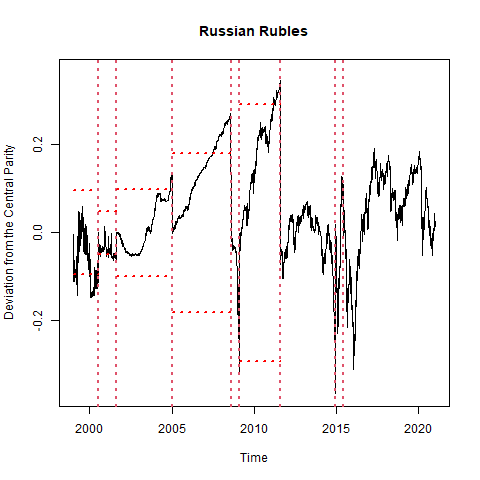 Russian Rubles
Deviation from the Central Parity
0.2
0.0
-0.2
2000 2005 2010 2015 2020
Time